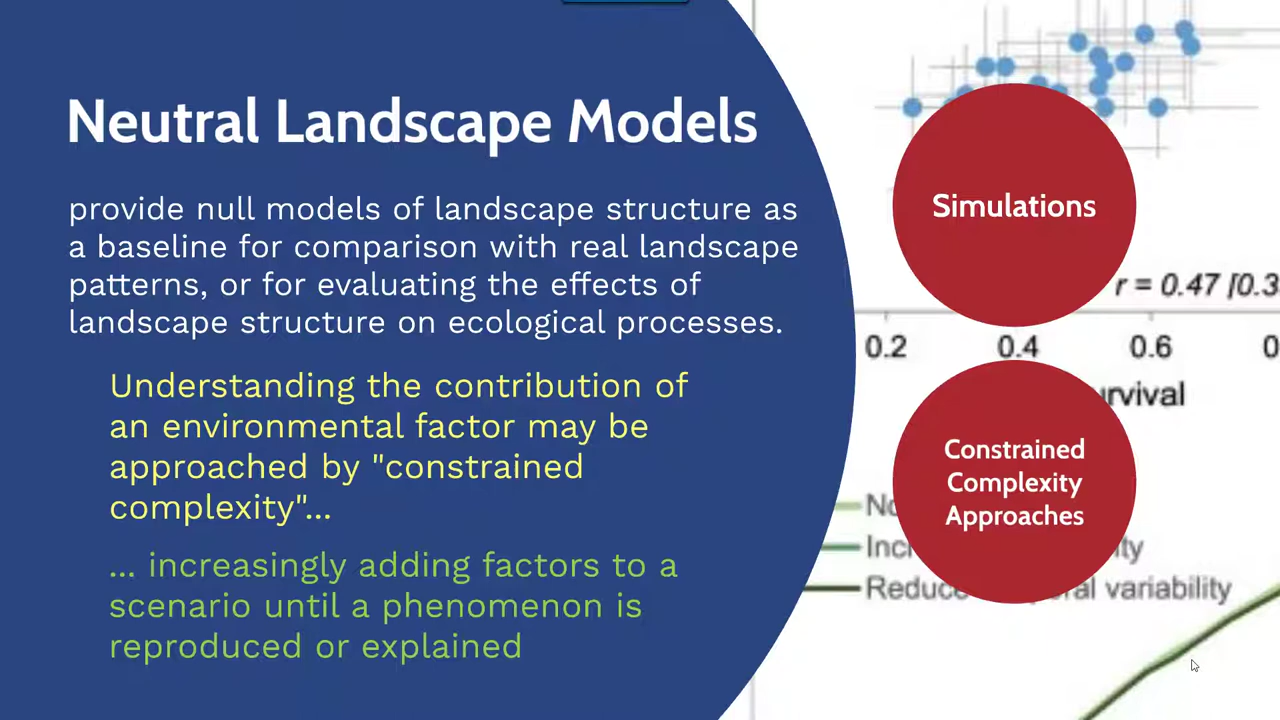 Neutral Landscape Models
provide null models of landscape structure as
a baseline for comparison with real landscape
patterns, or for evaluating the effects of
landscape structure on ecological processes.
Understanding the contribution of
an environmental factor may be
approached by "constrained
complexity"...
... increasingly adding factors to a
scenario until a phenomenon is
reproduced or explained
Simulations
r = 0.47 [0.3
0.2 0.4 0.6 0
Constrained
Complexity
Approaches
variability